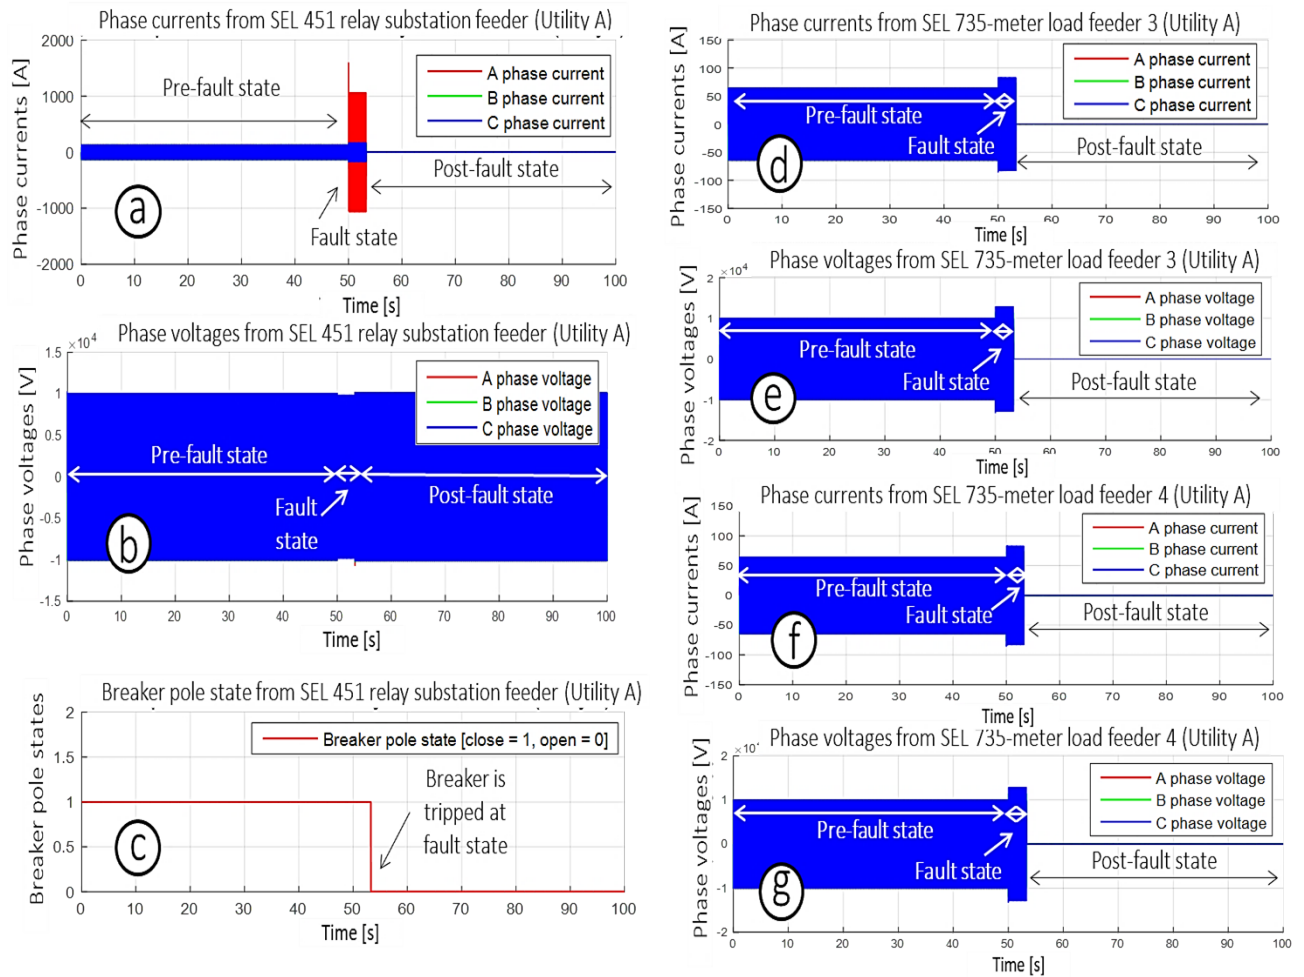 Phase currents from SEL 451 relay substation feeder (Utility A)
Phase currents [A]
2000
1000
0
-1000
-2000
A phase current
B phase current
C phase current
Pre-fault state
Post-fault state
Fault state
a
0 10 20 30 40 50 60 70 80 90 100
Time [s]
Phase voltages from SEL 451 relay substation feeder (Utility A)
Phase voltages [V]
×10⁴
1.5
1
0.5
0
-0.5
-1
-1.5
A phase voltage
B phase voltage
C phase voltage
Pre-fault state
Fault
state
Post-fault state
b
0 10 20 30 40 50 60 70 80 90 100
Time [s]
Breaker pole state from SEL 451 relay substation feeder (Utility A)
Breaker pole states
2
1.5
1
0.5
0
Breaker pole state [close = 1, open = 0]
Breaker is
tripped at
fault state
c
0 10 20 30 40 50 60 70 80 90 100
Time [s]
Phase currents from SEL 735-meter load feeder 3 (Utility A)
Phase currents [A]
150
100
50
0
-50
-100
-150
A phase current
B phase current
C phase current
Pre-fault state
Fault state
Post-fault state
d
0 10 20 30 40 50 60 70 80 90 100
Time [s]
Phase voltages from SEL 735-meter load feeder 3 (Utility A)
Phase voltages [V]
×10⁴
2
1
0
-1
-2
A phase voltage
B phase voltage
C phase voltage
Pre-fault state
Fault state
Post-fault state
e
0 10 20 30 40 50 60 70 80 90 100
Time [s]
Phase currents from SEL 735-meter load feeder 4 (Utility A)
Phase currents [A]
150
100
50
0
-50
-100
-150
A phase current
B phase current
C phase current
Pre-fault state
Fault state
Post-fault state
f
0 10 20 30 40 50 60 70 80 90 100
Time [s]
Phase voltages from SEL 735-meter load feeder 4 (Utility A)
Phase voltages [V]
×10⁴
2
1
0
-1
-2
A phase voltage
B phase voltage
C phase voltage
Pre-fault state
Fault state
Post-fault state
g
0 10 20 30 40 50 60 70 80 90 100
Time [s]